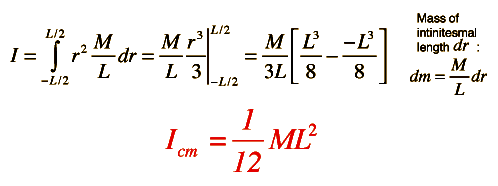 Mass of
intinitesmal
length dr :
I = ∫_{-L/2}^{L/2} r² M/L dr = M/L r³/3 |_{-L/2}^{L/2} = M/3L [ L³/8 − −L³/8 ]
dm = M/L dr
I_cm = 1/12 ML²